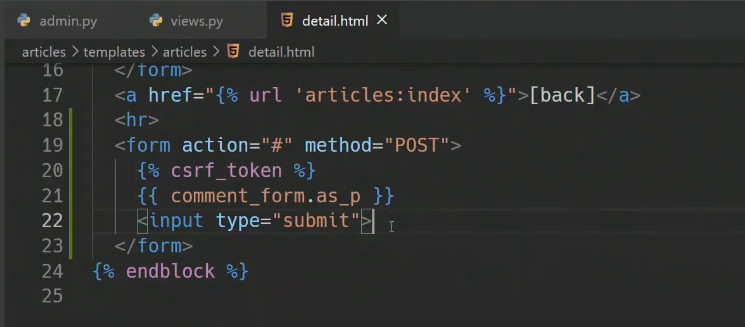 admin.py views.py detail.html ×
articles > templates > articles > detail.html
16 </form>
17 <a href="{% url 'articles:index' %}">[back]</a>
18 <hr>
19 <form action="#" method="POST">
20 {% csrf_token %}
21 {{ comment_form.as_p }}
22 <input type="submit">
23 </form>
24 {% endblock %}
25